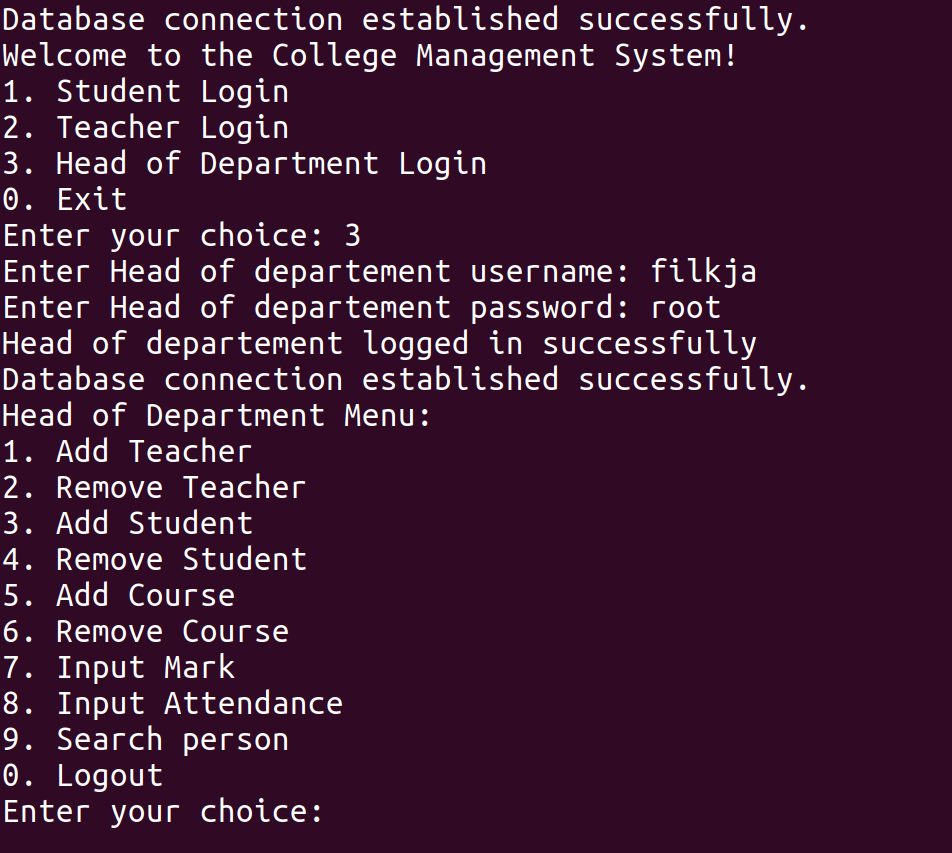 Database connection established successfully.
Welcome to the College Management System!
1. Student Login
2. Teacher Login
3. Head of Department Login
0. Exit
Enter your choice: 3
Enter Head of departement username: filkja
Enter Head of departement password: root
Head of departement logged in successfully
Database connection established successfully.
Head of Department Menu:
1. Add Teacher
2. Remove Teacher
3. Add Student
4. Remove Student
5. Add Course
6. Remove Course
7. Input Mark
8. Input Attendance
9. Search person
0. Logout
Enter your choice: